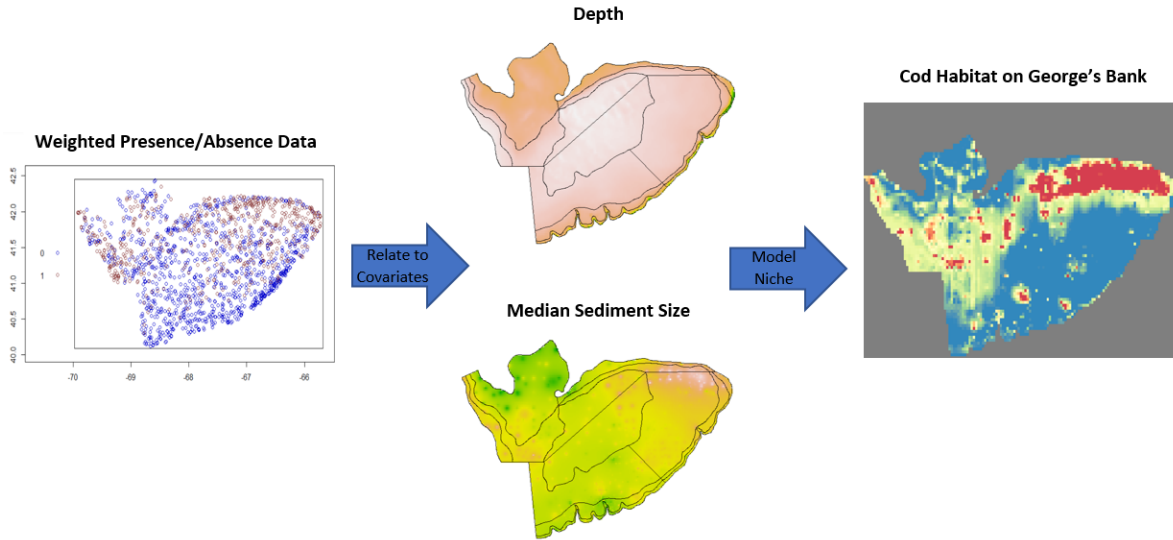 Depth
Cod Habitat on George's Bank
Weighted Presence/Absence Data
42.5
42.0
41.5
41.0
40.5
40.0
0
1
-70
-69
-68
-67
-66
Relate to
Covariates
Model
Niche
Median Sediment Size